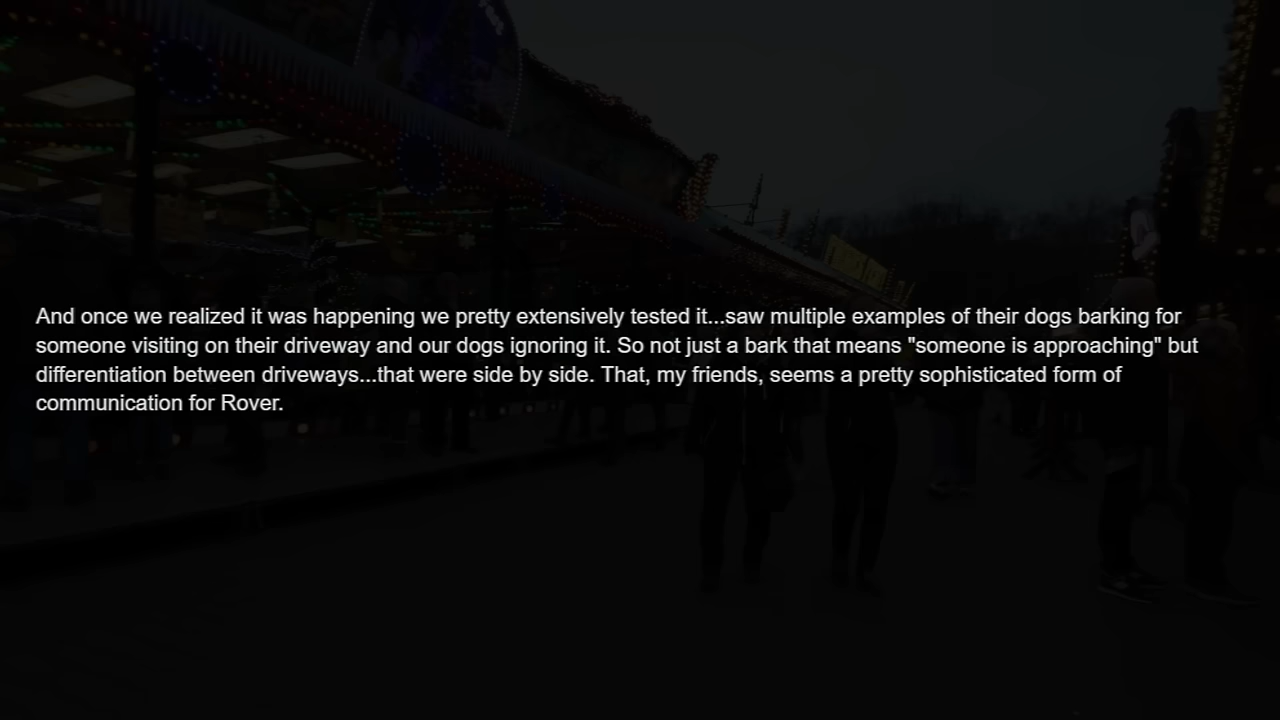 And once we realized it was happening we pretty extensively tested it...saw multiple examples of their dogs barking for
someone visiting on their driveway and our dogs ignoring it. So not just a bark that means "someone is approaching" but
differentiation between driveways...that were side by side. That, my friends, seems a pretty sophisticated form of
communication for Rover.